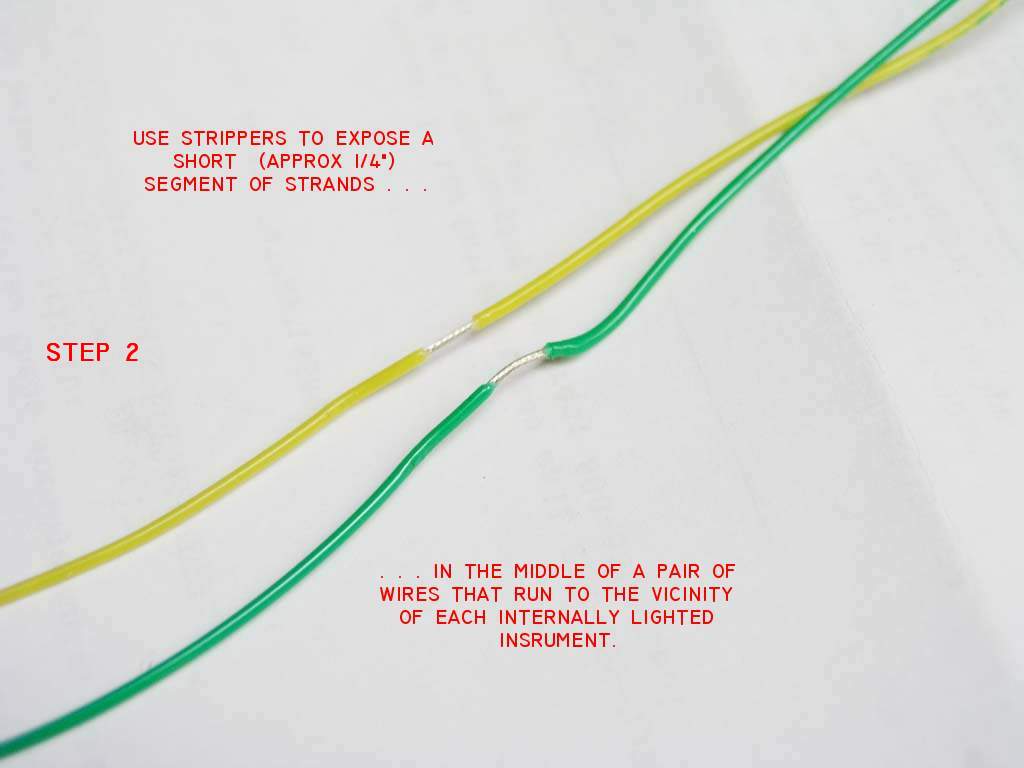 USE STRIPPERS TO EXPOSE A
SHORT (APPROX 1/4")
SEGMENT OF STRANDS . . .
STEP 2
. . . IN THE MIDDLE OF A PAIR OF
WIRES THAT RUN TO THE VICINITY
OF EACH INTERNALLY LIGHTED
INSRUMENT.